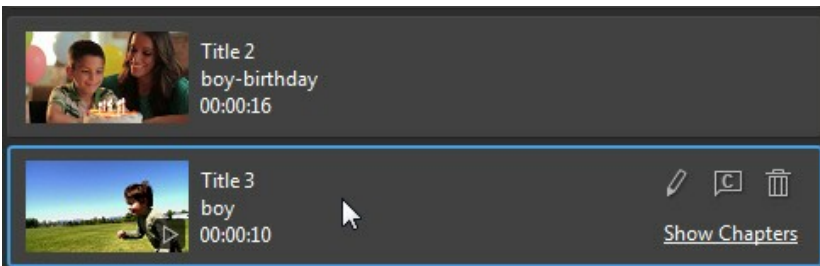 Title 2
boy-birthday
00:00:16
Title 3
boy
00:00:10
C
Show Chapters